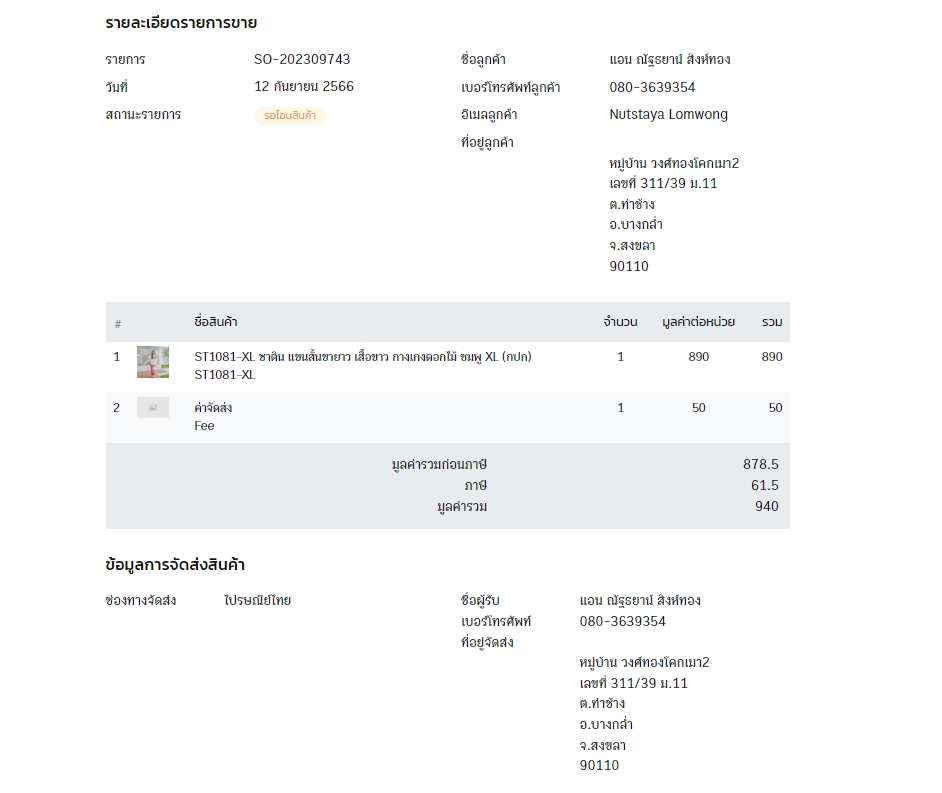 รายละเอียดรายการขาย
รายการ SO-202309743
วันที่ 12 กันยายน 2566
สถานะรายการ รอโอนสินค้า
ชื่อลูกค้า แอน ณัฐธยาน์ สิงห์ทอง
เบอร์โทรศัพท์ลูกค้า 080-3639354
อีเมลลูกค้า Nutstaya Lomwong
ที่อยู่ลูกค้า
หมู่บ้าน วงศ์ทองโคกเมา2
เลขที่ 311/39 ม.11
ต.ท่าช้าง
อ.บางกล่ำ
จ.สงขลา
90110
# ชื่อสินค้า จำนวน มูลค่าต่อหน่วย รวม
1 ST1081-XL ซาติน แขนสั้นขายาว เสื้อขาว กางเกงดอกไม้ ชมพู XL (กปก) 1 890 890
ST1081-XL
2 ค่าจัดส่ง 1 50 50
Fee
มูลค่ารวมก่อนภาษี 878.5
ภาษี 61.5
มูลค่ารวม 940
ข้อมูลการจัดส่งสินค้า
ช่องทางจัดส่ง ไปรษณีย์ไทย
ชื่อผู้รับ แอน ณัฐธยาน์ สิงห์ทอง
เบอร์โทรศัพท์ 080-3639354
ที่อยู่จัดส่ง
หมู่บ้าน วงศ์ทองโคกเมา2
เลขที่ 311/39 ม.11
ต.ท่าช้าง
อ.บางกล่ำ
จ.สงขลา
90110